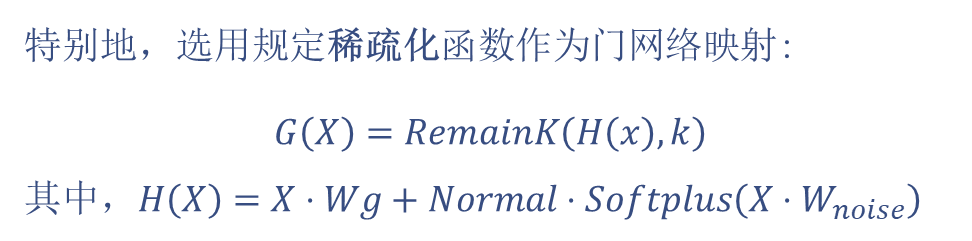 特别地，选用规定稀疏化函数作为门网络映射：
G(X) = RemainK(H(x), k)
其中，H(X) = X · Wg + Normal · Softplus(X · W_noise)